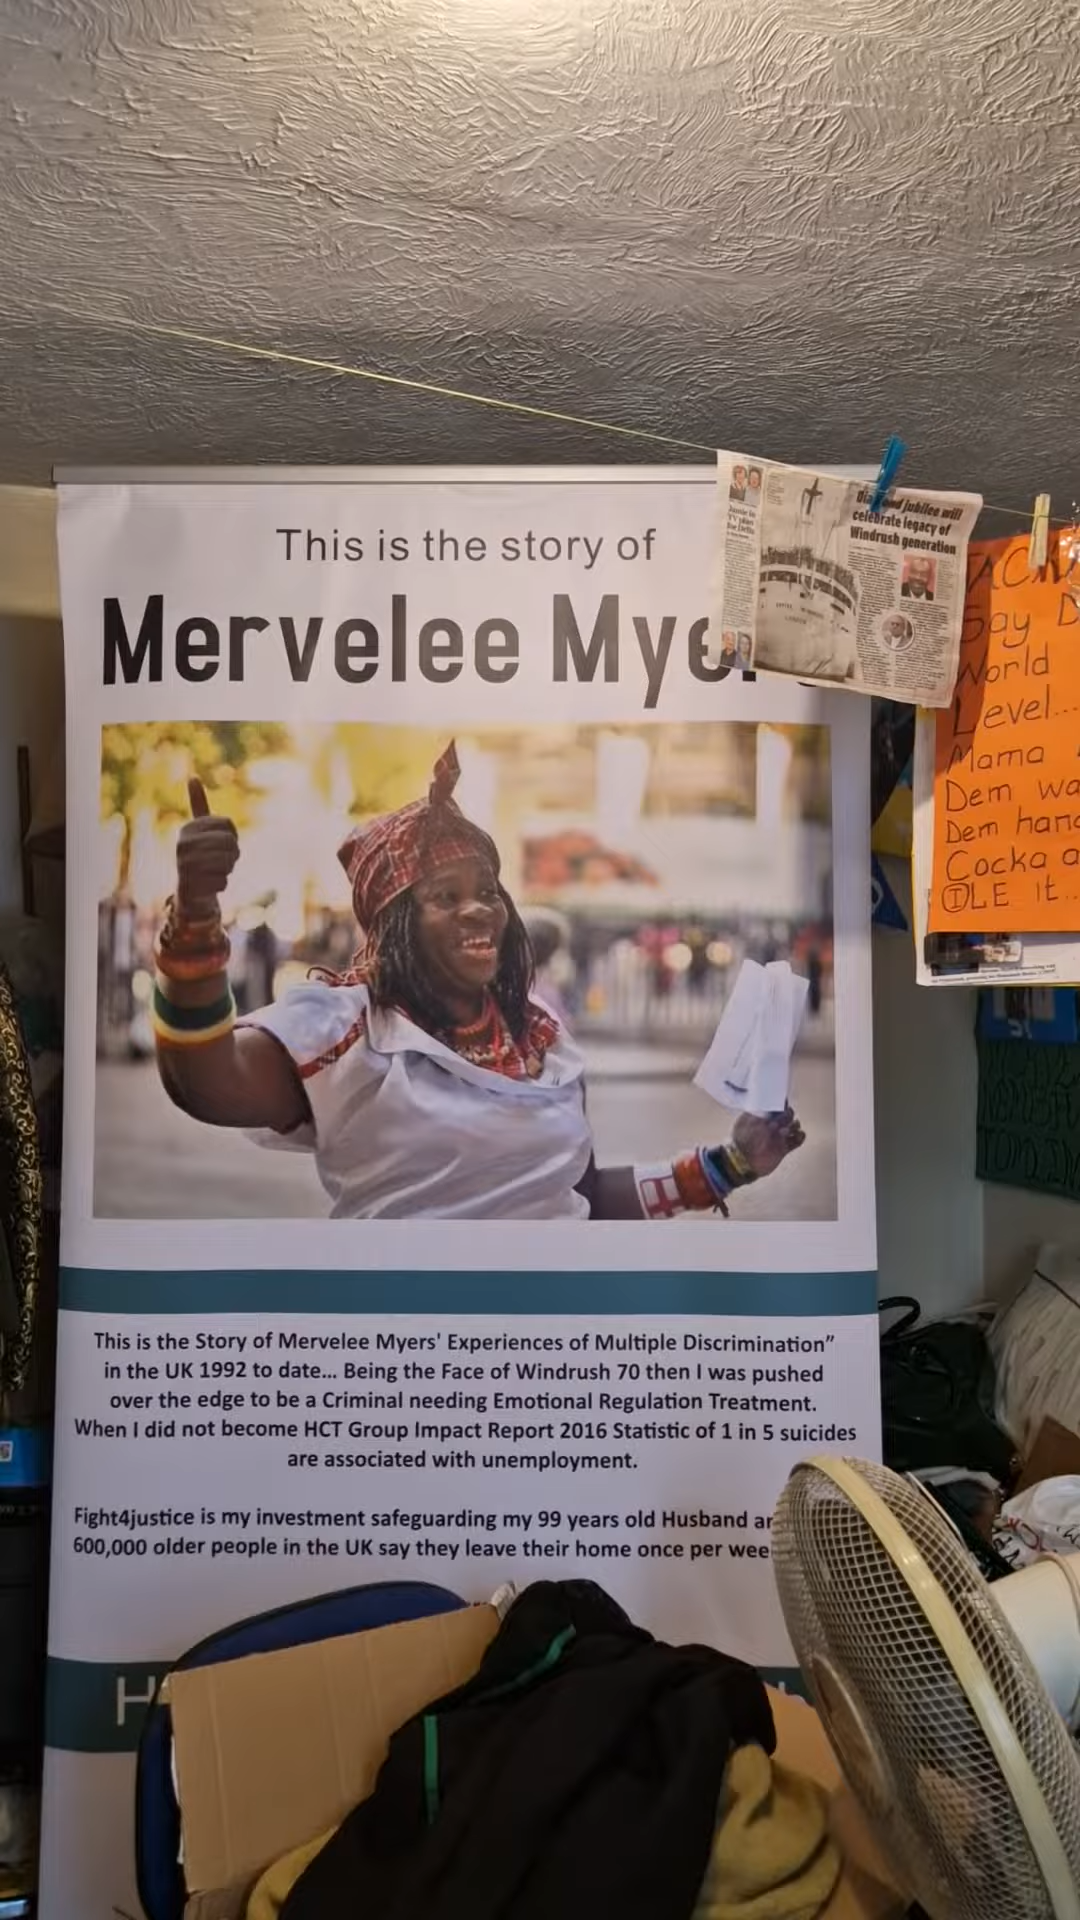 This is the story of
Mervelee Mye
This is the Story of Mervelee Myers' Experiences of Multiple Discrimination”
in the UK 1992 to date... Being the Face of Windrush 70 then I was pushed
over the edge to be a Criminal needing Emotional Regulation Treatment.
When I did not become HCT Group Impact Report 2016 Statistic of 1 in 5 suicides
are associated with unemployment.
Fight4justice is my investment safeguarding my 99 years old Husband
600,000 older people in the UK say they leave their home once per wee
H
jubilee will
celebrate legacy of
Windrush generation
Say
World
Level...
Mama
Dem wa
Dem hand
Cocka a
IDLE it..